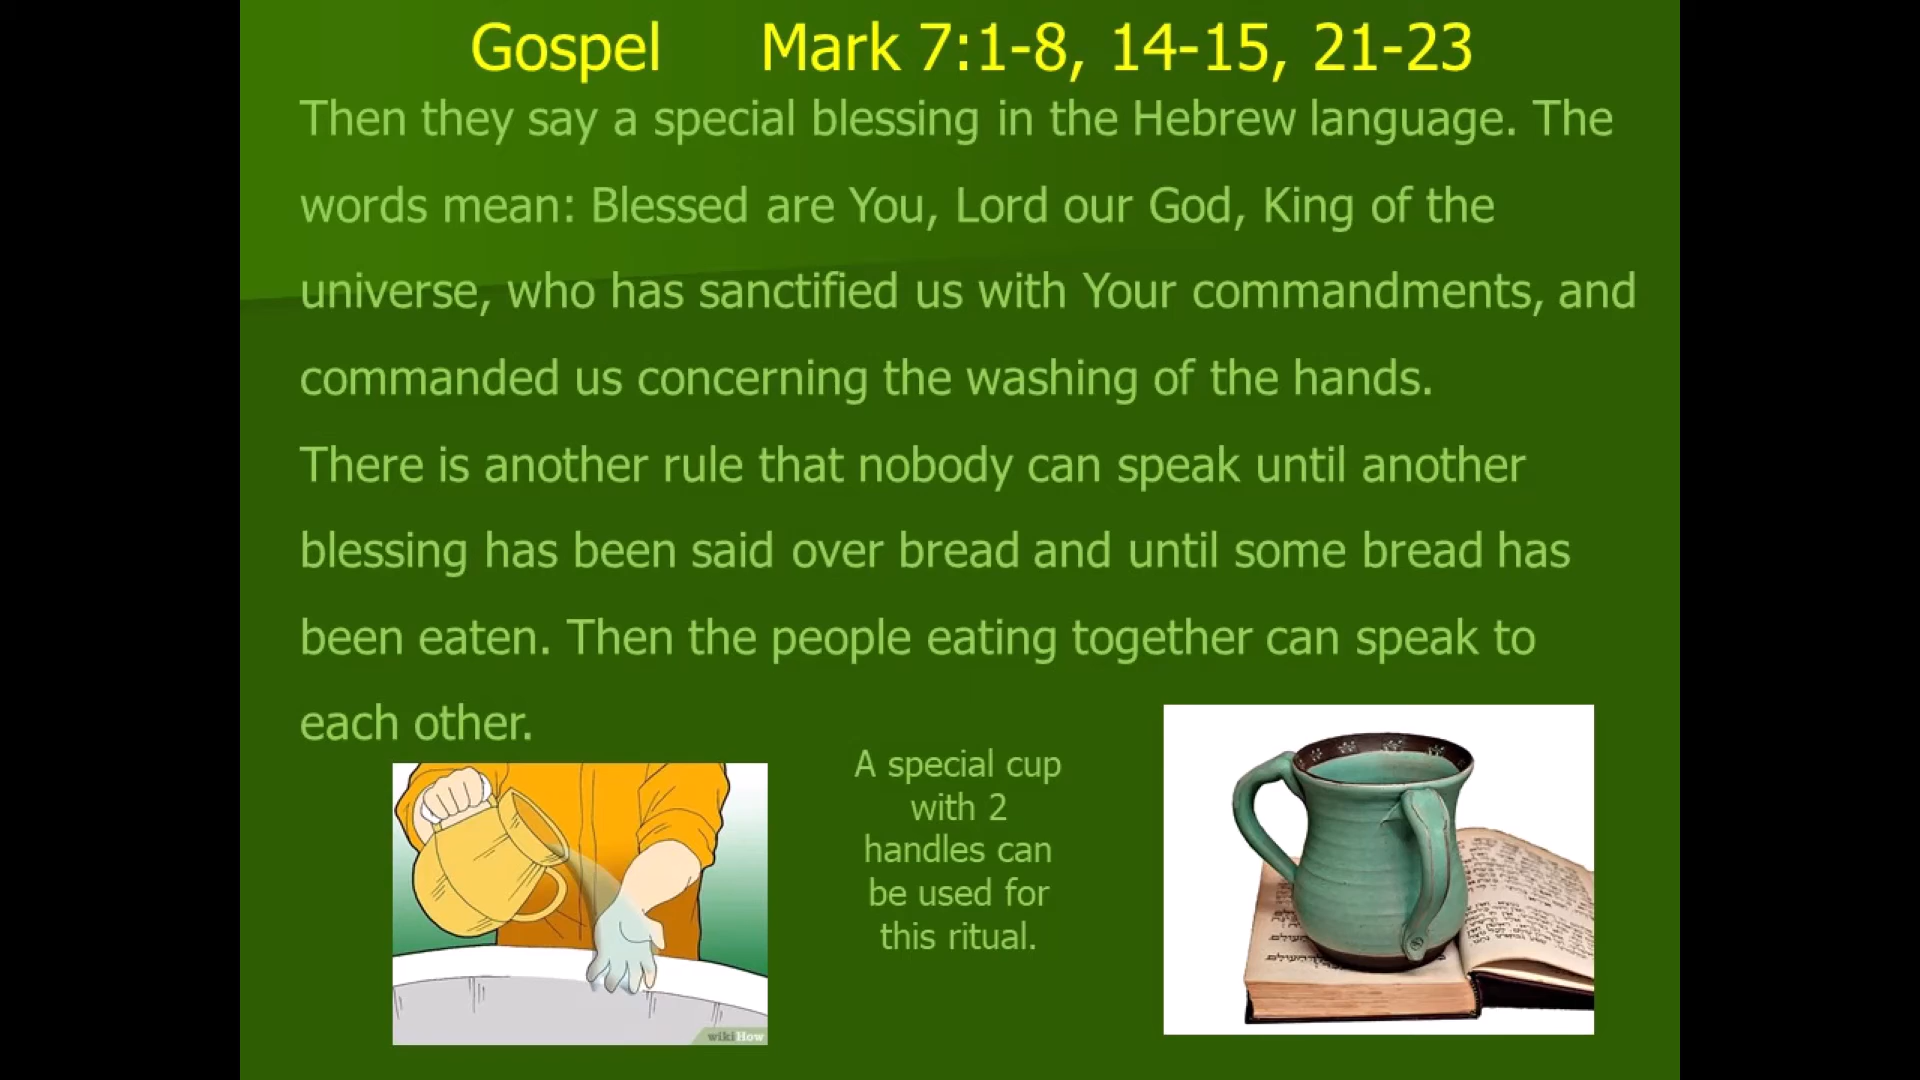 Gospel Mark 7:1-8, 14-15, 21-23
Then they say a special blessing in the Hebrew language. The
words mean: Blessed are You, Lord our God, King of the
universe, who has sanctified us with Your commandments, and
commanded us concerning the washing of the hands.
There is another rule that nobody can speak until another
blessing has been said over bread and until some bread has
been eaten. Then the people eating together can speak to
each other.
A special cup
with 2
handles can
be used for
this ritual.
wikiHow